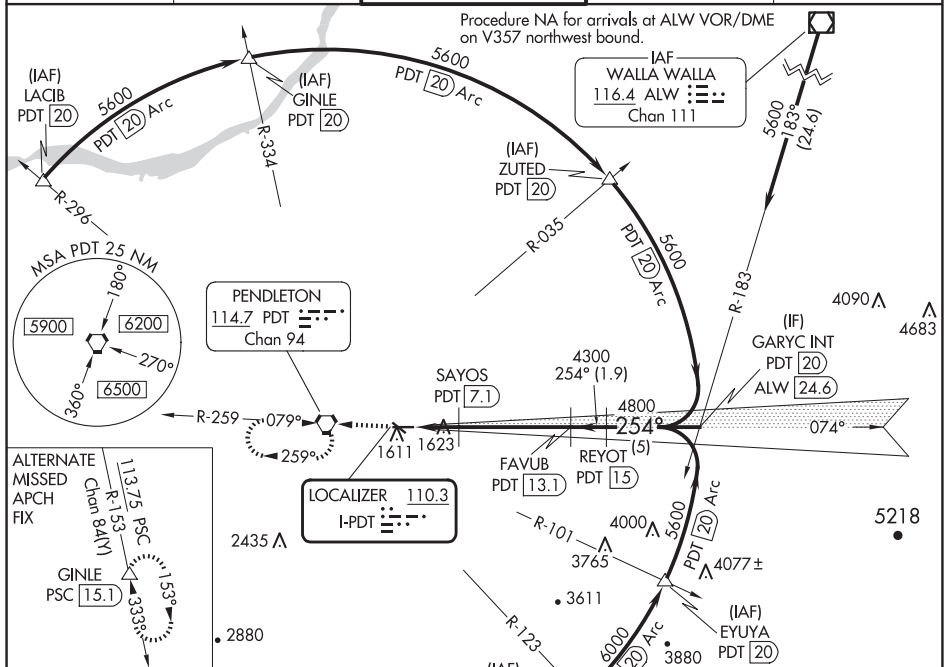 Procedure NA for arrivals at ALW VOR/DME
on V357 northwest bound.
IAF
WALLA WALLA
116.4 ALW
Chan 111
5600
183°
(24.6)
(IAF)
LACIB
PDT 20
5600
PDT 20 Arc
(IAF)
GINLE
PDT 20
5600
PDT 20 Arc
R-334
R-296
(IAF)
ZUTED
PDT 20
R-035
5600
PDT 20 Arc
R-183
MSA PDT 25 NM
180°
5900
6200
270°
360°
6500
PENDLETON
114.7 PDT
Chan 94
4090
4683
(IF)
GARYC INT
PDT 20
ALW 24.6
4300
254° (1.9)
SAYOS
PDT 7.1
4800
254°
(5)
074°
R-259
079°
259°
1611
1623
FAVUB
PDT 13.1
REYOT
PDT 15
LOCALIZER 110.3
I-PDT
ALTERNATE
MISSED
APCH
FIX
113.75 PSC
R-153
Chan 84(Y)
GINLE
PSC 15.1
153°
333°
2435
2880
R-101
4000
3765
5600
PDT 20 Arc
4077±
5218
3611
R-123
(IAF)
EYUYA
PDT 20
6000
20 Arc
3880
(IAF)